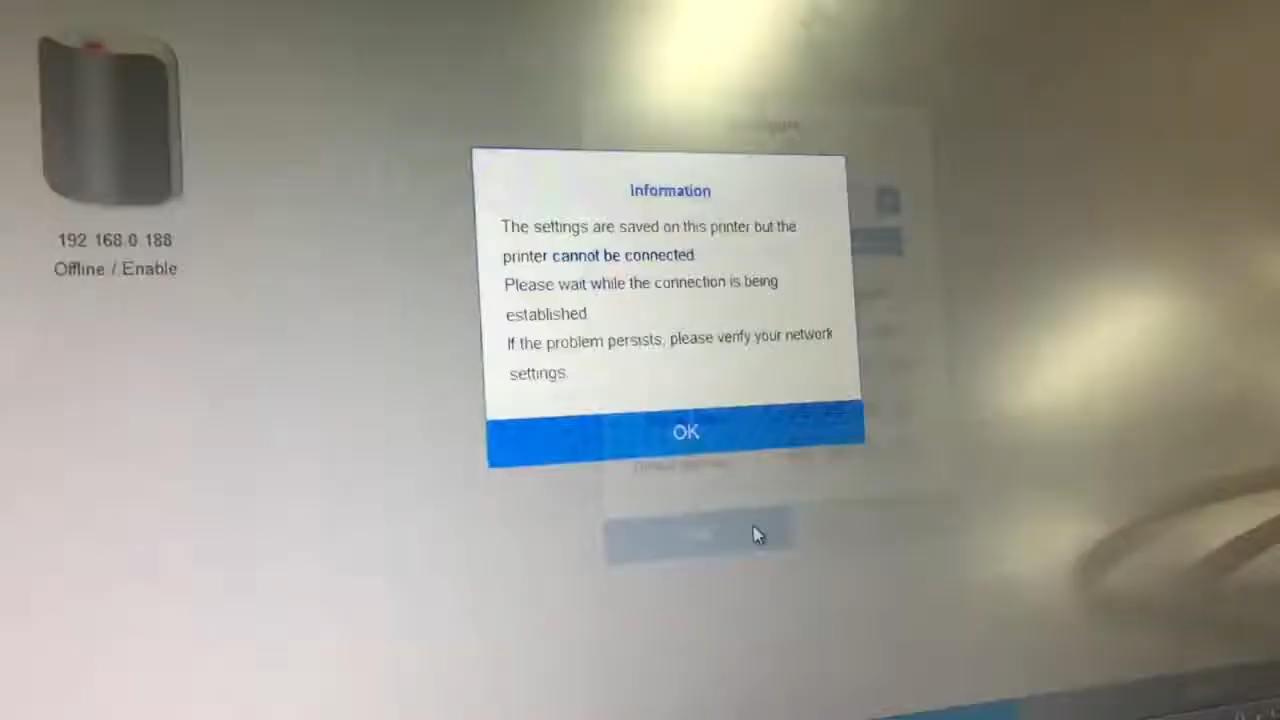 192 168 0 188
Offline / Enable
Information
The settings are saved on this printer but the
printer cannot be connected.
Please wait while the connection is being
established
If the problem persists, please verify your network
settings.
OK